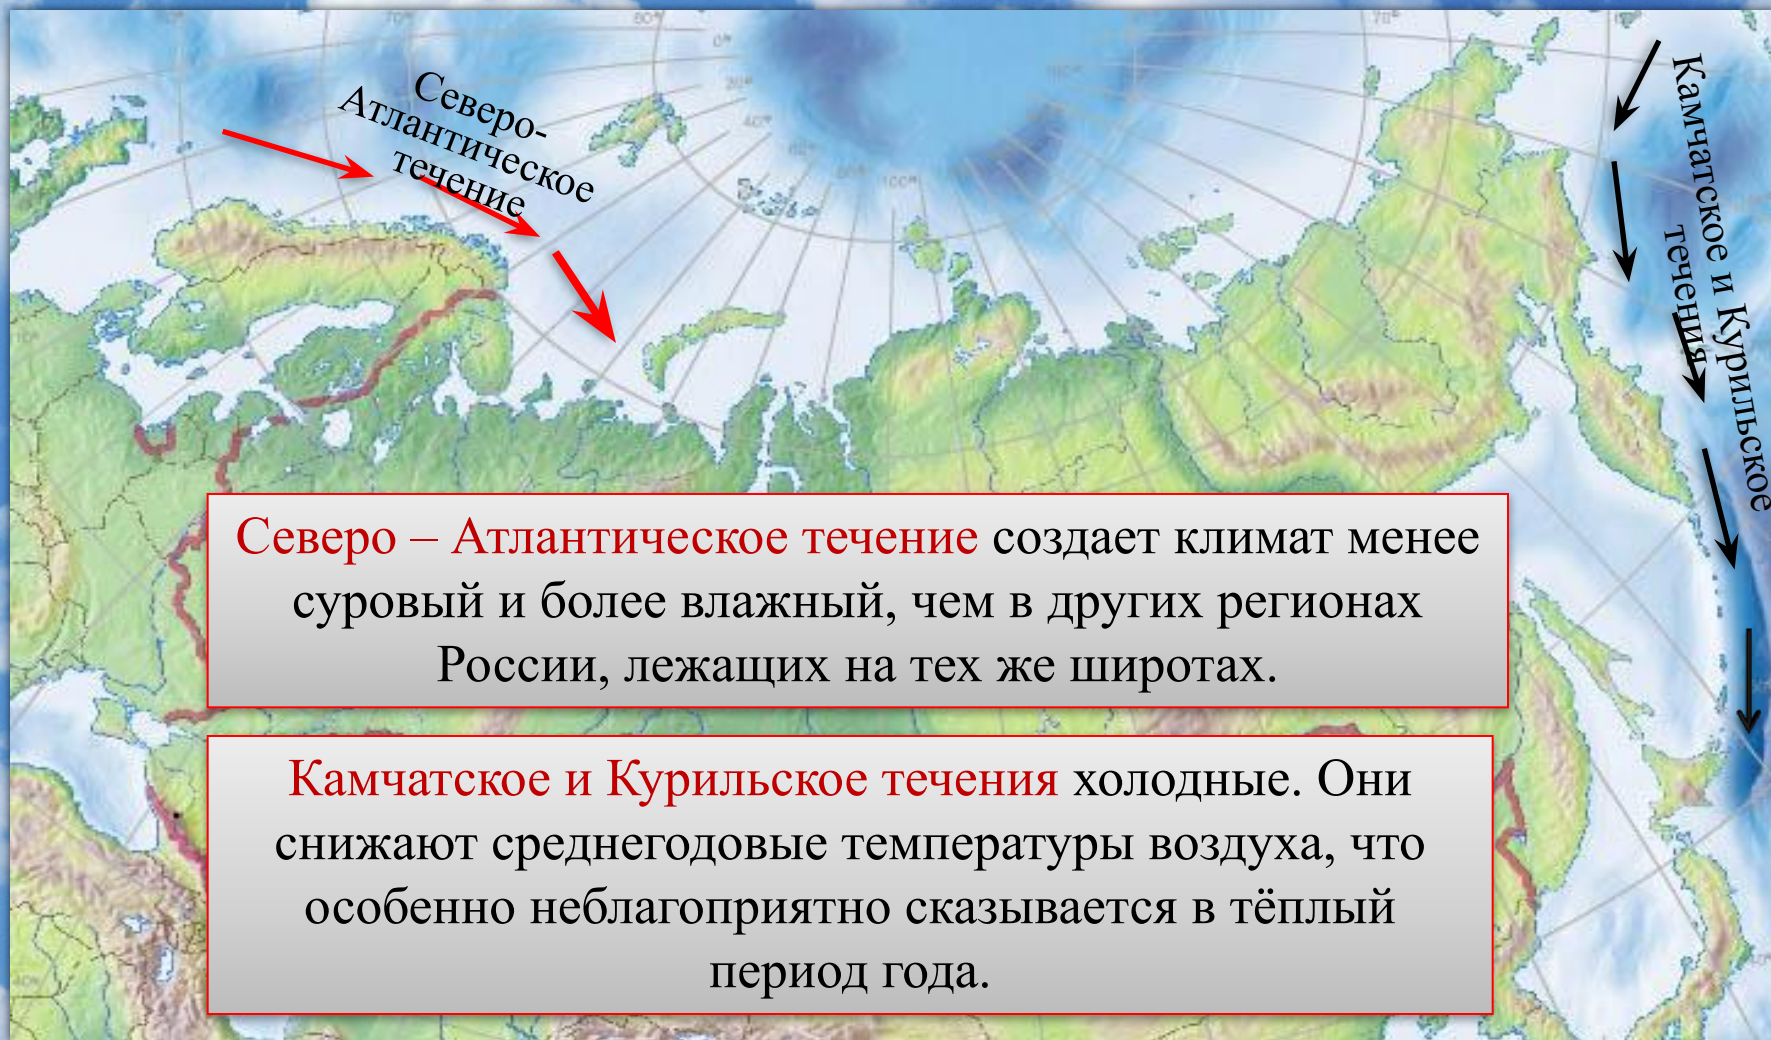 Северо-
Атлантическое
течение
Камчатское и Курильское
течения
Северо – Атлантическое течение создает климат менее
суровый и более влажный, чем в других регионах
России, лежащих на тех же широтах.
Камчатское и Курильское течения холодные. Они
снижают среднегодовые температуры воздуха, что
особенно неблагоприятно сказывается в тёплый
период года.